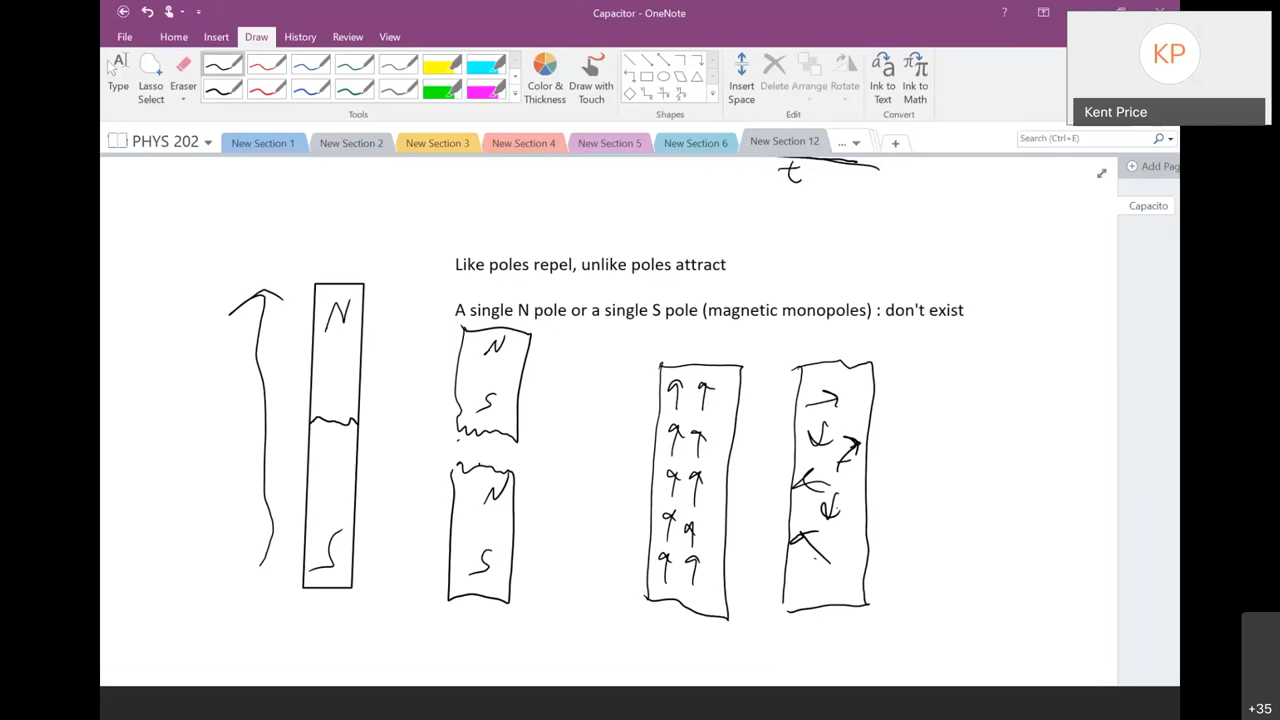 Capacitor - OneNote
?
KP
Kent Price
File Home Insert Draw History Review View
Type Lasso Select Eraser Color & Thickness Draw with Touch Insert Space Delete Arrange Rotate Ink to Text Ink to Math
Tools Shapes Edit Convert
PHYS 202 New Section 1 New Section 2 New Section 3 New Section 4 New Section 5 New Section 6 New Section 12 ... + Search (Ctrl+E)
t
Add Pag
Capacito
Like poles repel, unlike poles attract
A single N pole or a single S pole (magnetic monopoles) : don't exist
N
N
S
N
S
S
+35